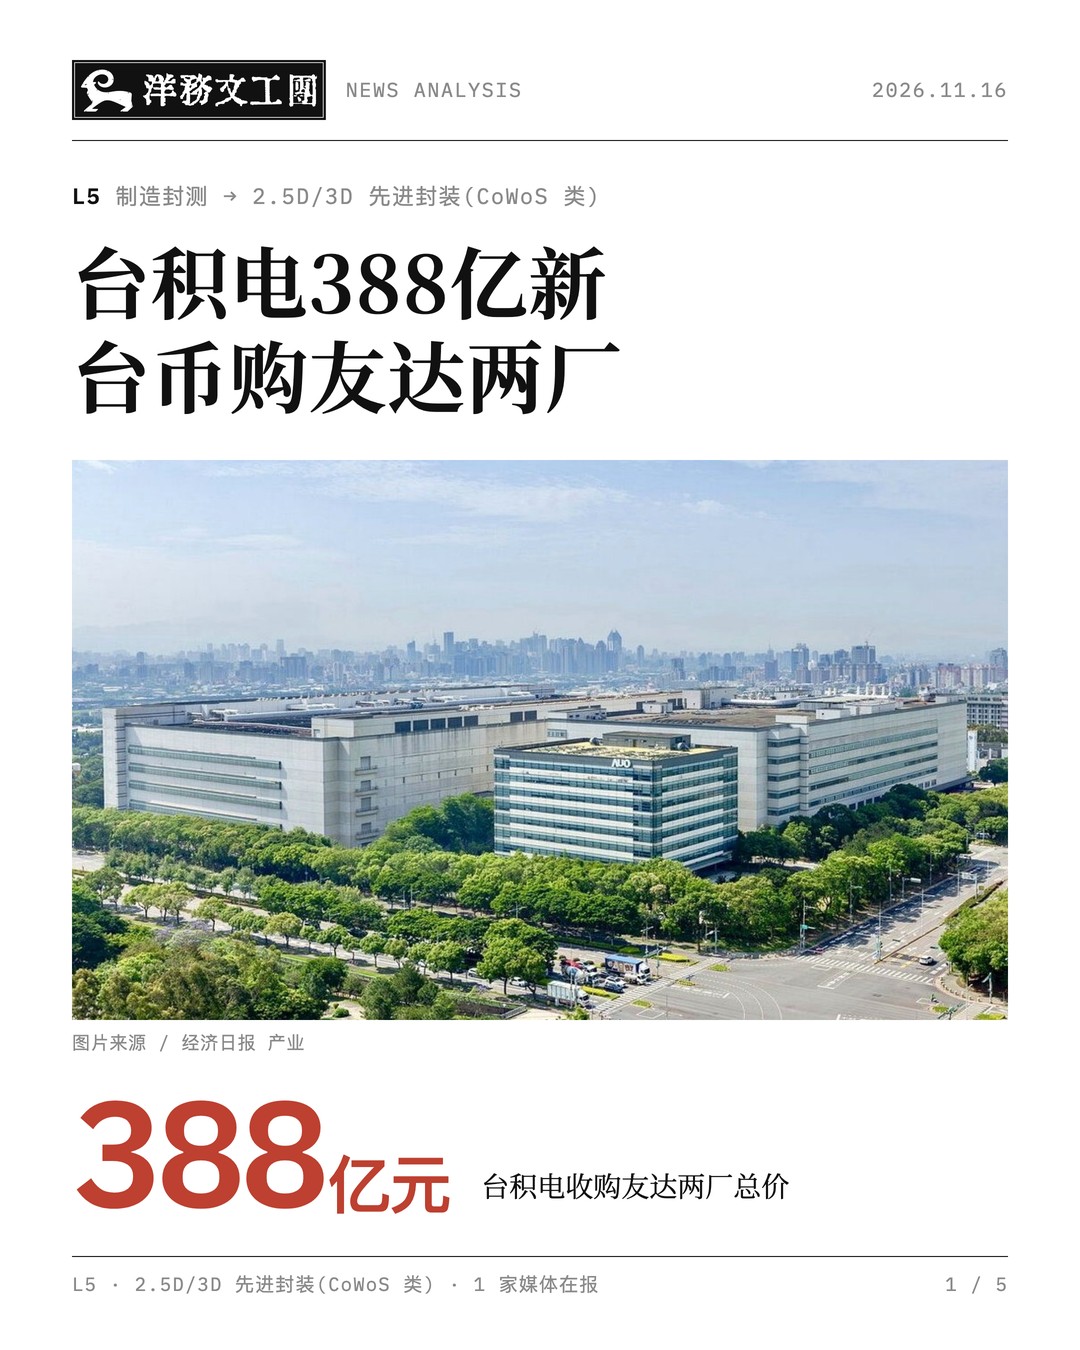 洋務文工團
NEWS ANALYSIS
2026.11.16
L5 制造封测 → 2.5D/3D 先进封装(CoWoS 类)
台积电388亿新
台币购友达两厂
AUO
图片来源 / 经济日报 产业
388亿元
台积电收购友达两厂总价
L5 · 2.5D/3D 先进封装(CoWoS 类) · 1 家媒体在报
1 / 5